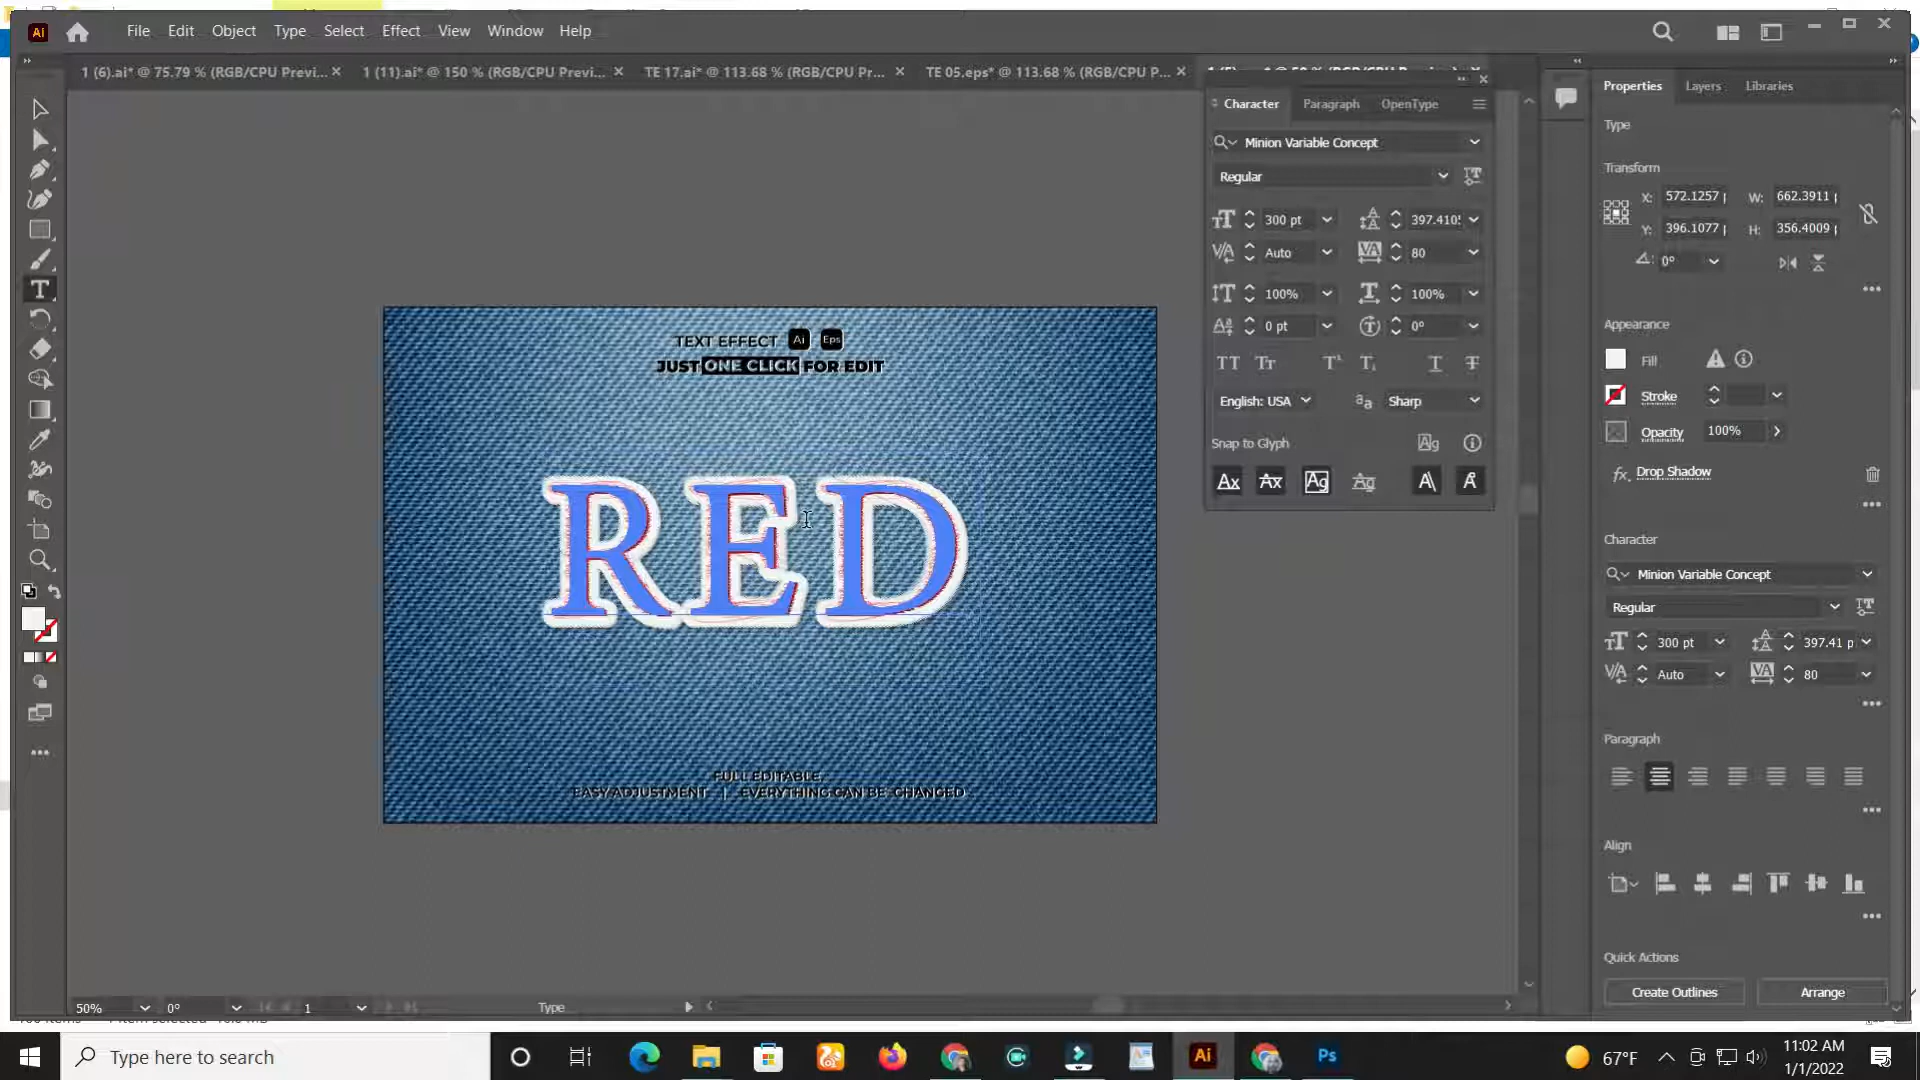 Ai File Edit Object Type Select Effect View Window Help
1 (6).ai* @ 75.79 % (RGB/CPU Previ... 1 (11).ai* @ 150 % (RGB/CPU Previ... TE 17.ai* @ 113.68 % (RGB/CPU Pr... TE 05.eps* @ 113.68 % (RGB/CPU P...
Character Paragraph OpenType
Minion Variable Concept
Regular
300 pt 397.410
Auto 80
100% 100%
0 pt 0°
English: USA Sharp
Snap to Glyph
TEXT EFFECT Ai Eps
JUST ONE CLICK FOR EDIT
RED
FULL EDITABLE,
EASY ADJUSTMENT | EVERYTHING CAN BE CHANGED
Properties Layers Libraries
Type
Transform
X: 572.1257 W: 662.3911
Y: 396.1077 H: 356.4009
0°
Appearance
Fill
Stroke
Opacity 100%
fx. Drop Shadow
Character
Minion Variable Concept
Regular
300 pt 397.41 p
Auto 80
Paragraph
Align
Quick Actions
Create Outlines Arrange
50% 0° 1 Type
Type here to search
Ai Ps 67°F 11:02 AM
1/1/2022